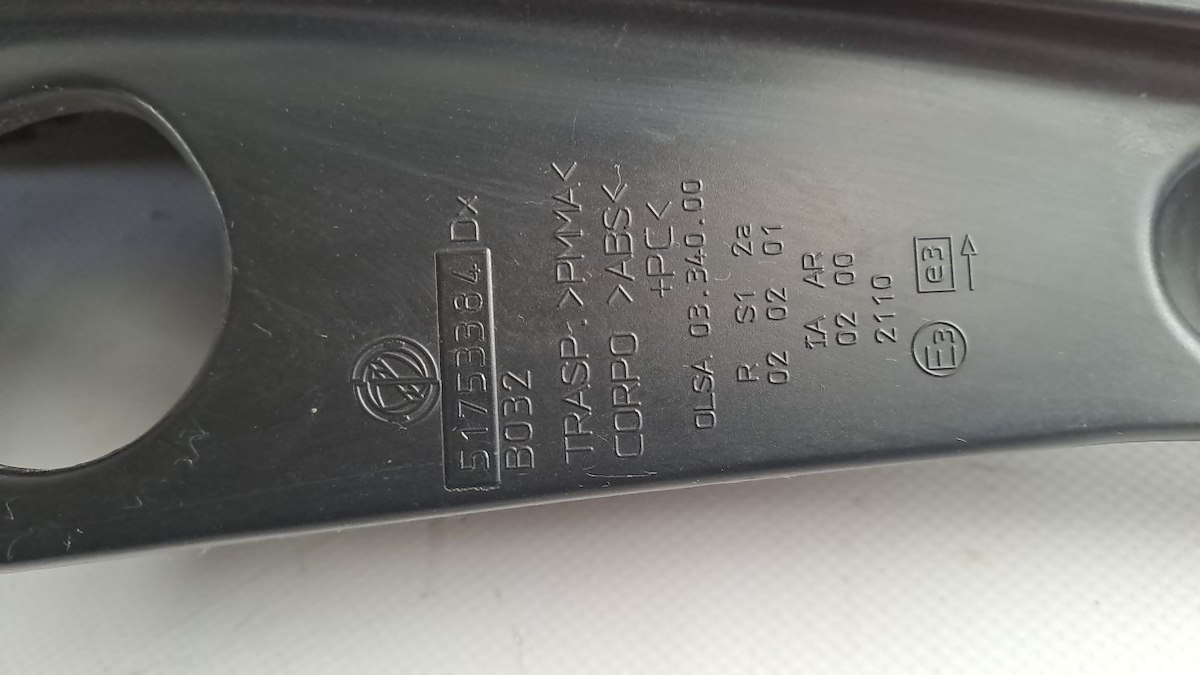 51753384 Dx
B032
TRASP. >PMMA<
CORPO >ABS<
+PC<
OLSA 03.340.00
R S1 2a
02 02 01
IA AR
02 00
2110
E3 e3